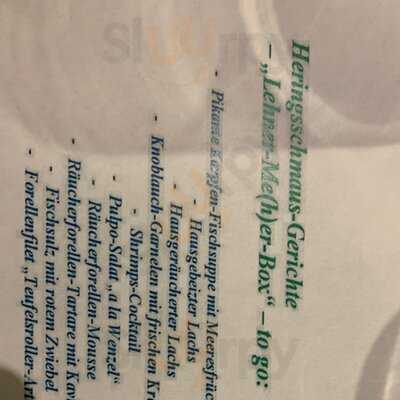 Heringsschmaus-Gerichte
– „Lehner-Me(h)er-Box“ – to go:
- Pikante Karpfen-Fischsuppe mit Meeresfrüc
- Hausgebeizter Lachs
- Hausgeräucherter Lachs
- Knoblauch-Garnelen mit frischen Kr
- Shrimps-Cocktail
- Pulpo-Salat „a la Wenzel“
- Räucherforellen-Mousse
- Räucherforellen-Tartare mit Kav
- Fischsulz mit rotem Zwiebel
- Forellenfilet „Teufelsroller-Art